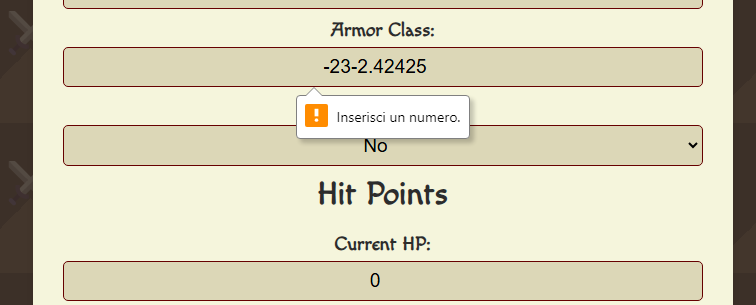 Armor Class:
-23-2.42425
Inserisci un numero.
No
Hit Points
Current HP:
0